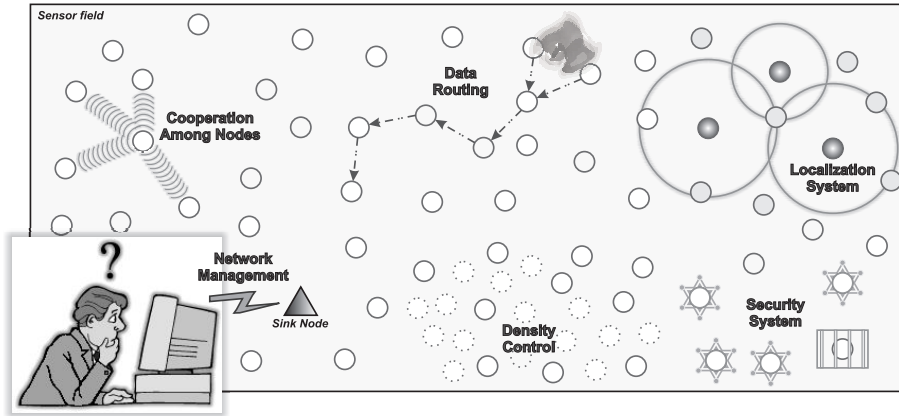 Sensor field
Data
Routing
Cooperation
Among Nodes
Localization
System
?
Network
Management
Sink Node
Density
Control
Security
System